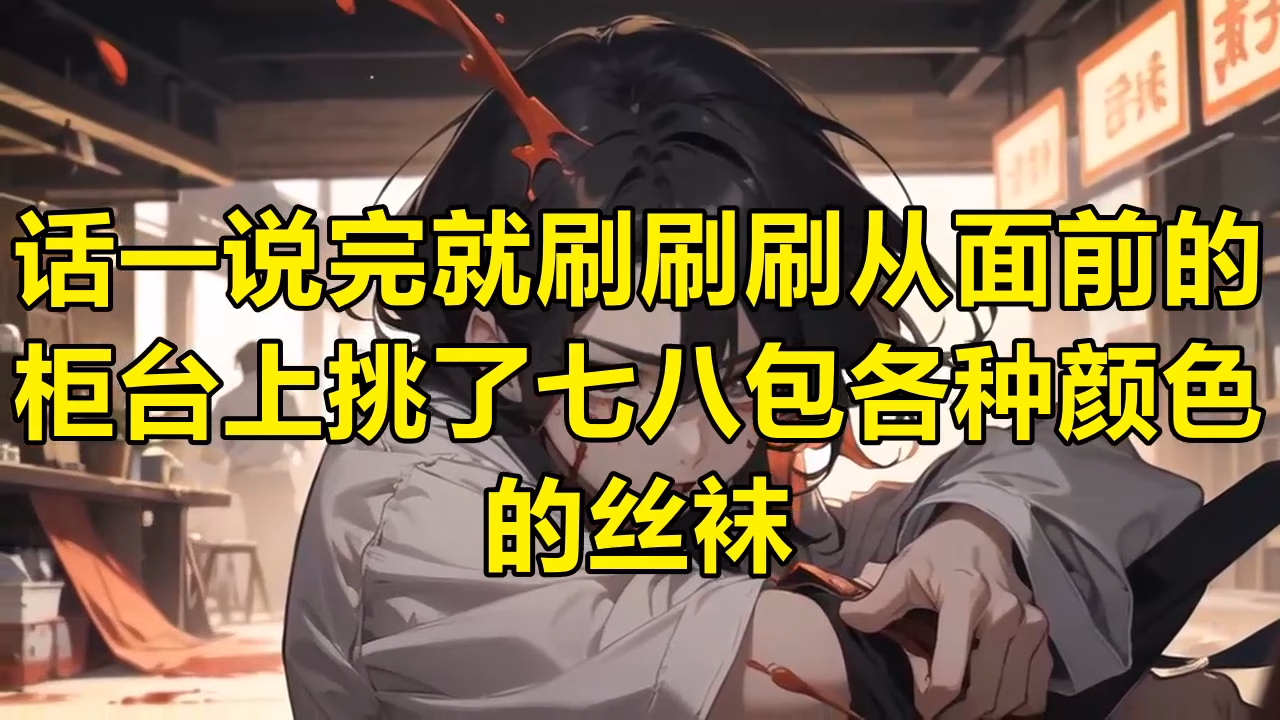 话一说完就刷刷刷从面前的
柜台上挑了七八包各种颜色
的丝袜